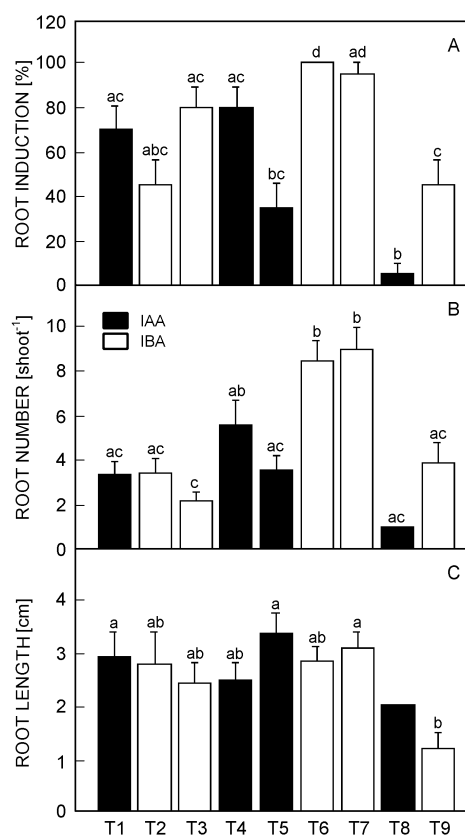 120
100
80
60
40
20
0
ROOT INDUCTION [%]
A
ac
abc
ac
ac
bc
d
ad
b
c
10
8
6
4
2
0
ROOT NUMBER [shoot⁻¹]
B
IAA
IBA
ac
ac
c
ab
ac
b
b
ac
ac
4
3
2
1
0
ROOT LENGTH [cm]
C
a
ab
ab
ab
a
ab
a
b
T1 T2 T3 T4 T5 T6 T7 T8 T9